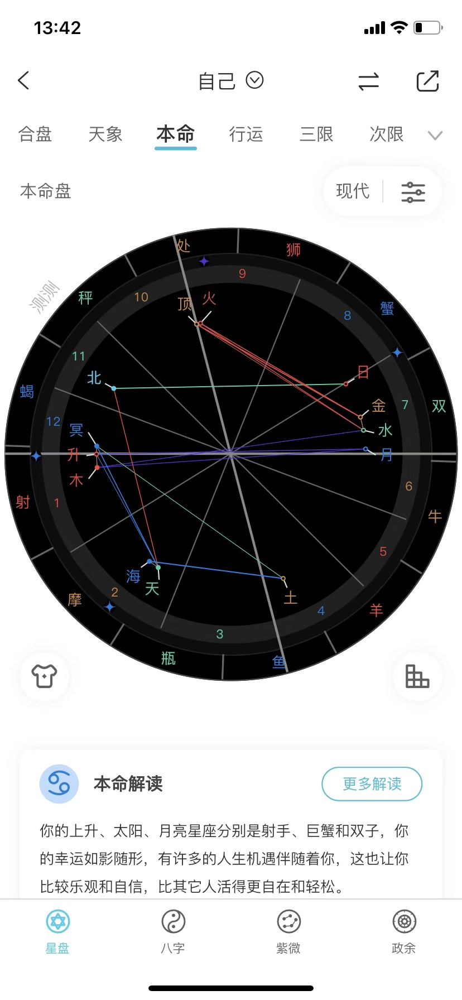 13:42
自己
合盘 天象 本命 行运 三限 次限
本命盘
现代
测测
处
狮
秤
蟹
蝎
双
射
牛
摩
羊
瓶
鱼
9
10
8
11
7
12
6
1
5
2
4
3
顶
火
北
日
金
水
月
冥
升
木
海
天
土
本命解读
更多解读
你的上升、太阳、月亮星座分别是射手、巨蟹和双子，你
的幸运如影随形，有许多的人生机遇伴随着你，这也让你
比较乐观和自信，比其它人活得更自在和轻松。
星盘 八字 紫微 政余